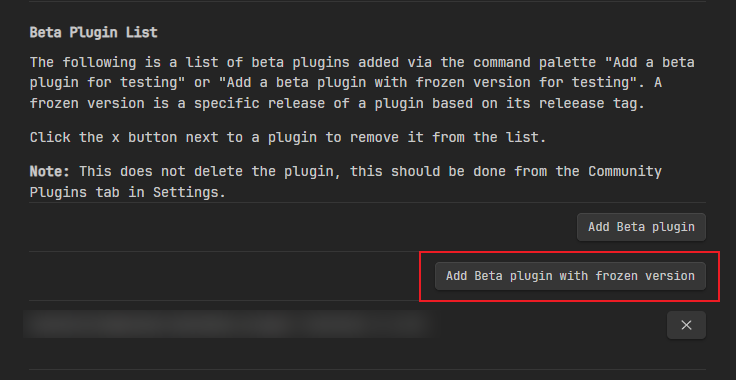 Beta Plugin List
The following is a list of beta plugins added via the command palette "Add a beta
plugin for testing" or "Add a beta plugin with frozen version for testing". A
frozen version is a specific release of a plugin based on its releease tag.
Click the x button next to a plugin to remove it from the list.
Note: This does not delete the plugin, this should be done from the Community
Plugins tab in Settings.
Add Beta plugin
Add Beta plugin with frozen version